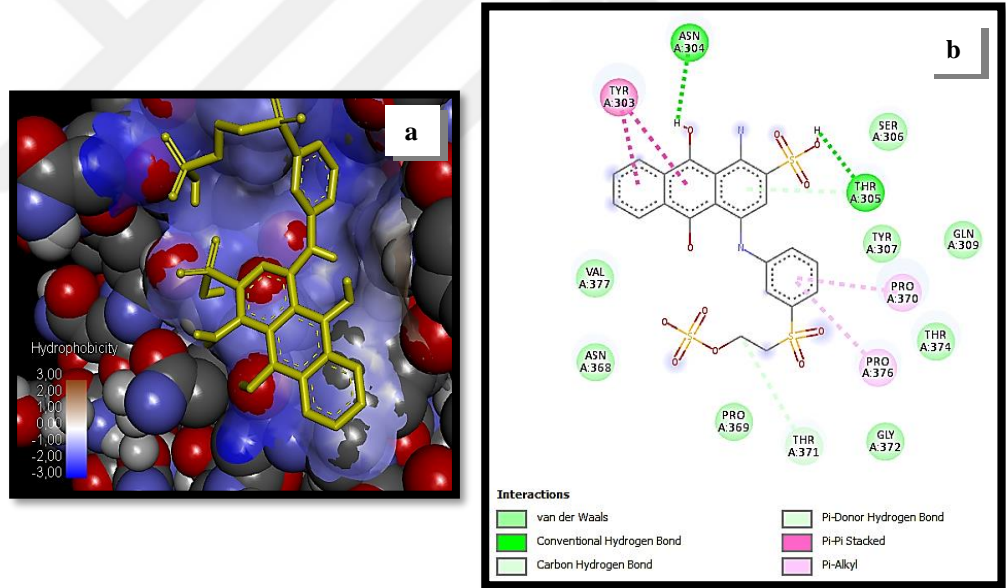 a
Hydrophobicity
3,00
2,00
1,00
0,00
-1,00
-2,00
-3,00
b
ASN
A:304
TYR
A:303
SER
A:306
H
H
O
N
O
S
O
O
THR
A:305
TYR
A:307
GLN
A:309
O
N
VAL
A:377
PRO
A:370
THR
A:374
O
O
S
O
O
O
S
O
O
ASN
A:368
PRO
A:376
PRO
A:369
THR
A:371
GLY
A:372
Interactions
van der Waals
Conventional Hydrogen Bond
Carbon Hydrogen Bond
Pi-Donor Hydrogen Bond
Pi-Pi Stacked
Pi-Alkyl